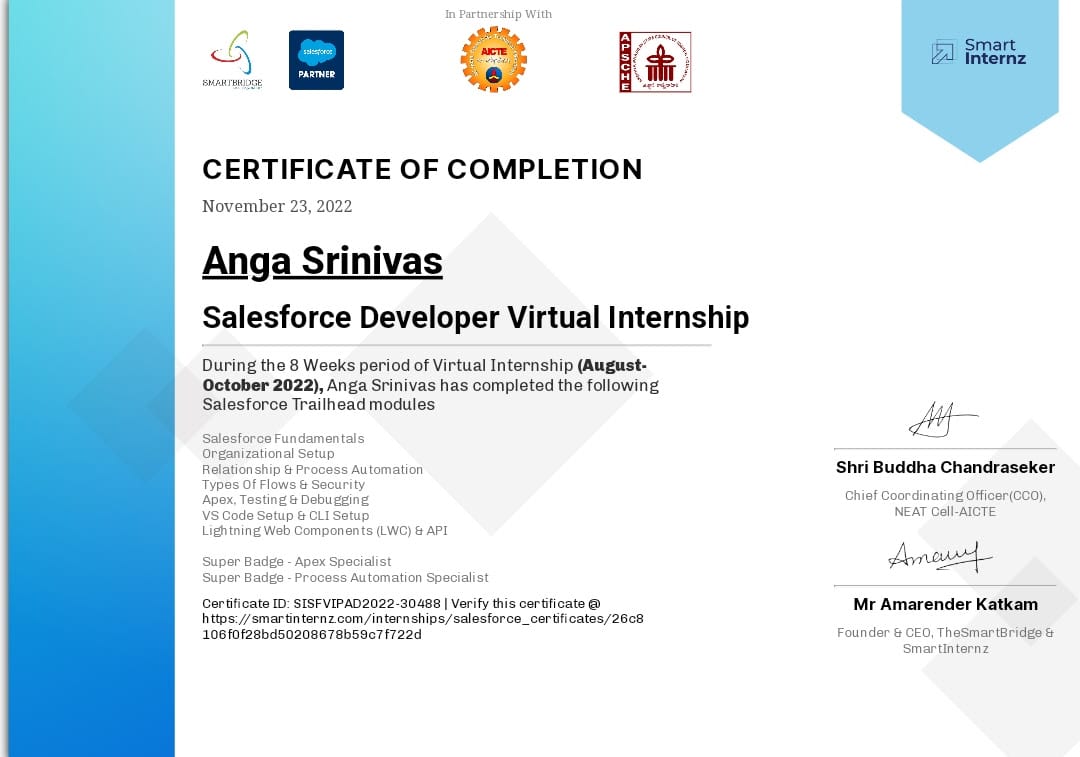 In Partnership With
SMARTBRIDGE
salesforce
PARTNER
AICTE
APSCHE
Smart
Internz
CERTIFICATE OF COMPLETION
November 23, 2022
Anga Srinivas
Salesforce Developer Virtual Internship
During the 8 Weeks period of Virtual Internship (August-
October 2022), Anga Srinivas has completed the following
Salesforce Trailhead modules
Salesforce Fundamentals
Organizational Setup
Relationship & Process Automation
Types Of Flows & Security
Apex, Testing & Debugging
VS Code Setup & CLI Setup
Lightning Web Components (LWC) & API
Super Badge - Apex Specialist
Super Badge - Process Automation Specialist
Certificate ID: SISFVIPAD2022-30488 | Verify this certificate @
https://smartinternz.com/internships/salesforce_certificates/26c8
106f0f28bd50208678b59c7f722d
Shri Buddha Chandraseker
Chief Coordinating Officer(CCO),
NEAT Cell-AICTE
Mr Amarender Katkam
Founder & CEO, TheSmartBridge &
SmartInternz